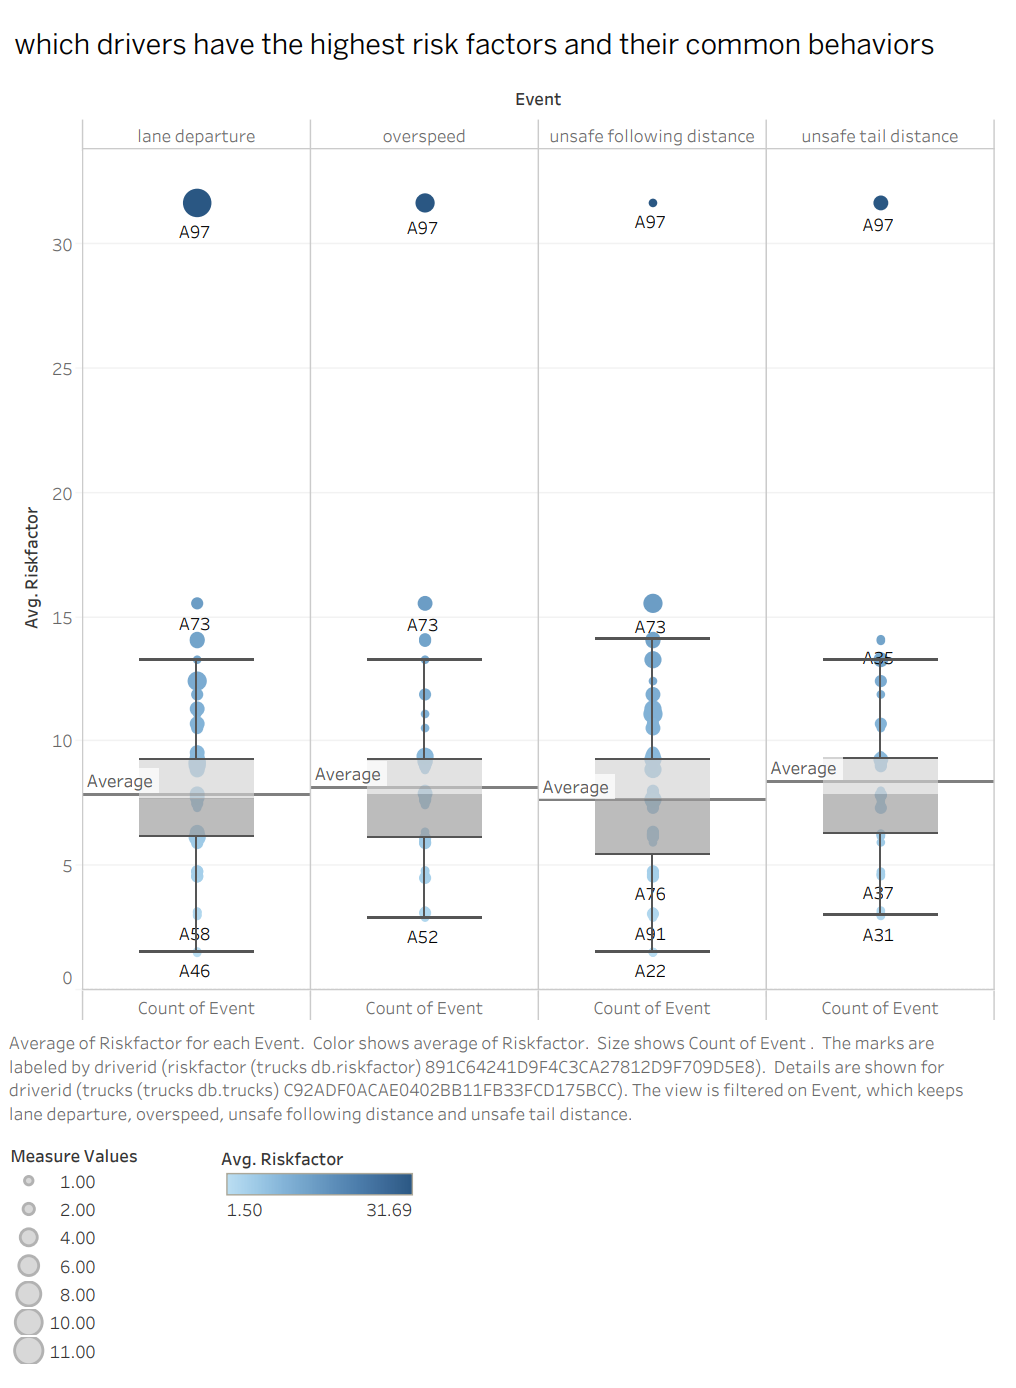 which drivers have the highest risk factors and their common behaviors
Event
lane departure overspeed unsafe following distance unsafe tail distance
A97 A97 A97 A97
30
25
20
Avg. Riskfactor
15
A73 A73 A73
A35
10
Average Average Average Average
5
A76 A37
A58 A52 A91 A31
A46 A22
0
Count of Event Count of Event Count of Event Count of Event
Average of Riskfactor for each Event. Color shows average of Riskfactor. Size shows Count of Event . The marks are
labeled by driverid (riskfactor (trucks db.riskfactor) 891C64241D9F4C3CA27812D9F709D5E8). Details are shown for
driverid (trucks (trucks db.trucks) C92ADF0ACAE0402BB11FB33FCD175BCC). The view is filtered on Event, which keeps
lane departure, overspeed, unsafe following distance and unsafe tail distance.
Measure Values
1.00
2.00
4.00
6.00
8.00
10.00
11.00
Avg. Riskfactor
1.50 31.69